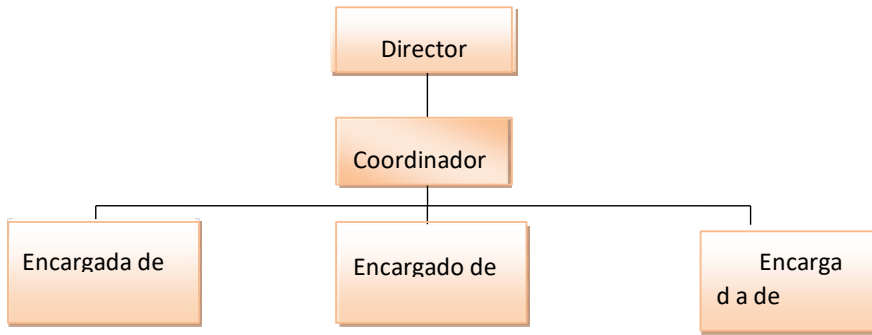 Director
Coordinador
Encargada de
Encargado de
Encarga
d a de